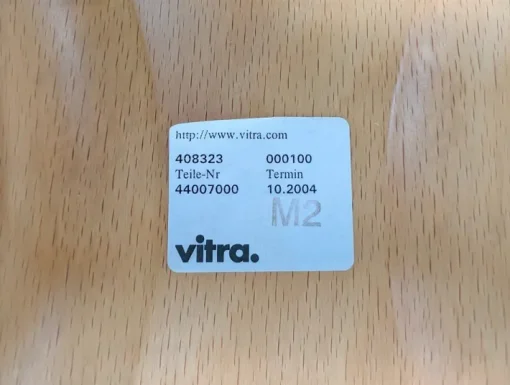 http://www.vitra.com
408323 000100
Teile-Nr Termin
44007000 10.2004
M2
vitra.